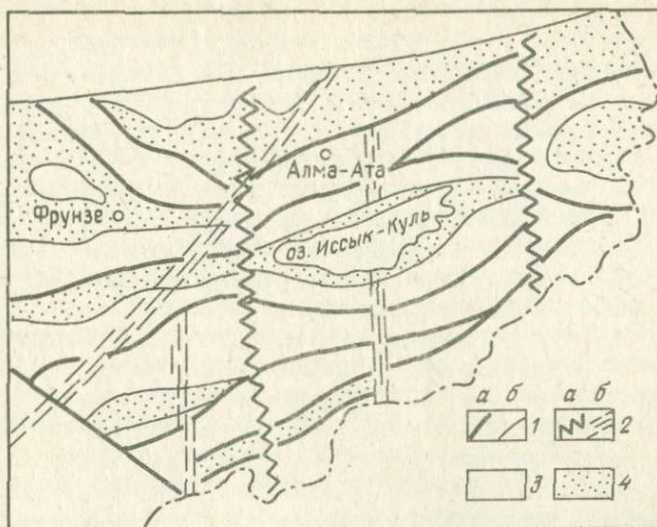 Алма-Ата
Фрунзе
оз. Иссык-Куль
а б а б
1 2
3 4